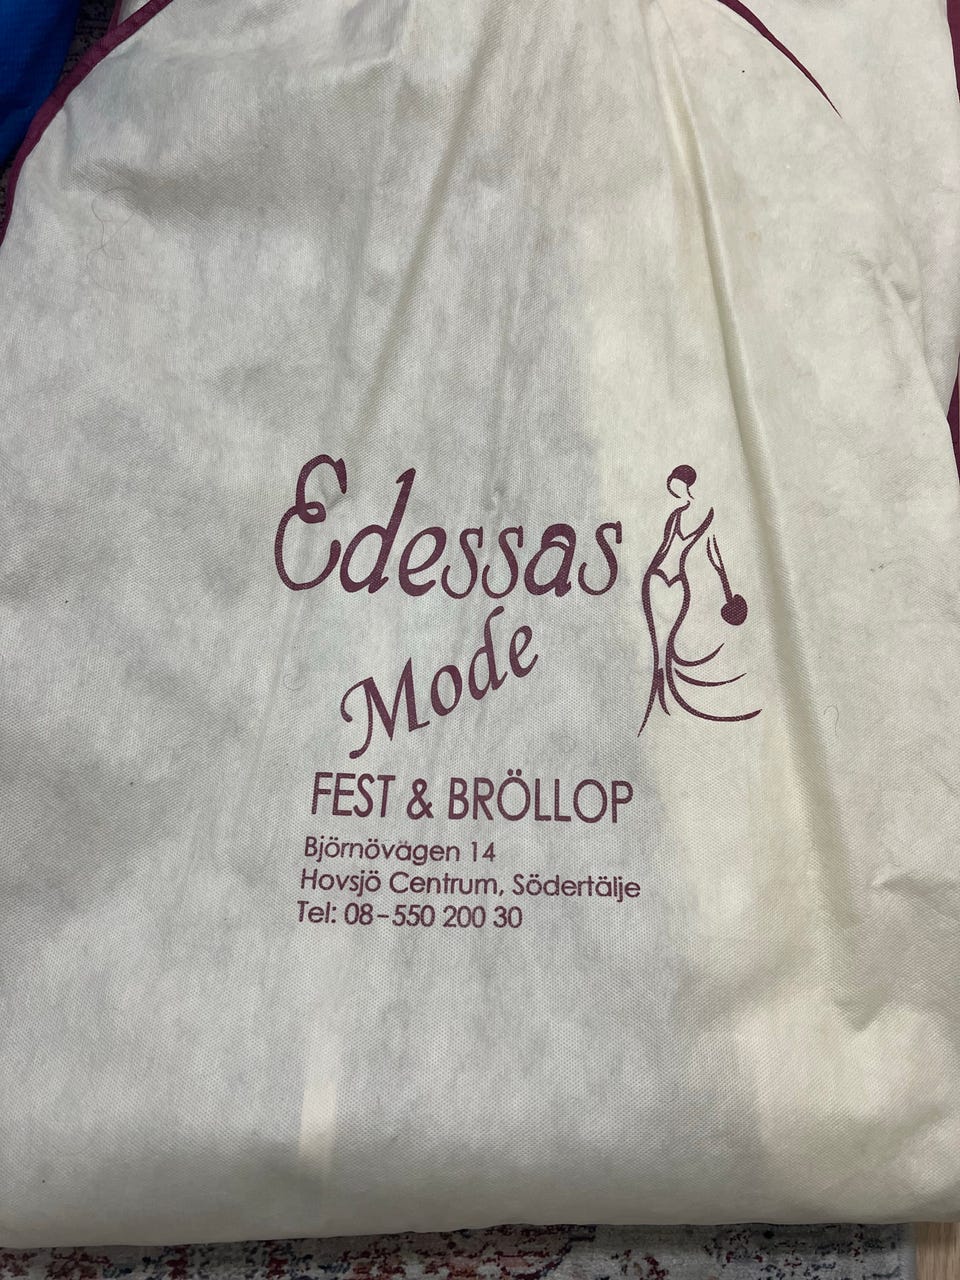 Edessas
Mode
FEST & BRÖLLOP
Björnövägen 14
Hovsjö Centrum, Södertälje
Tel: 08-550 200 30